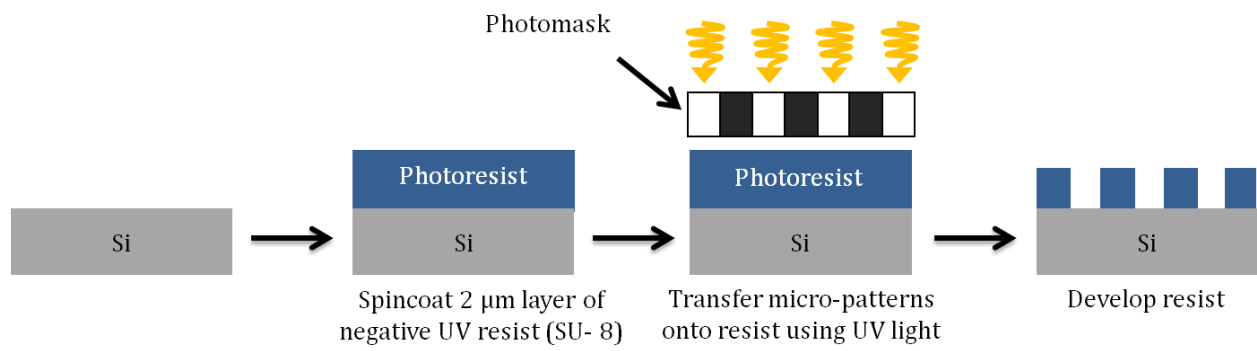 Photomask
Photoresist
Photoresist
Si
Si
Si
Si
Spincoat 2 µm layer of
negative UV resist (SU- 8)
Transfer micro-patterns
onto resist using UV light
Develop resist